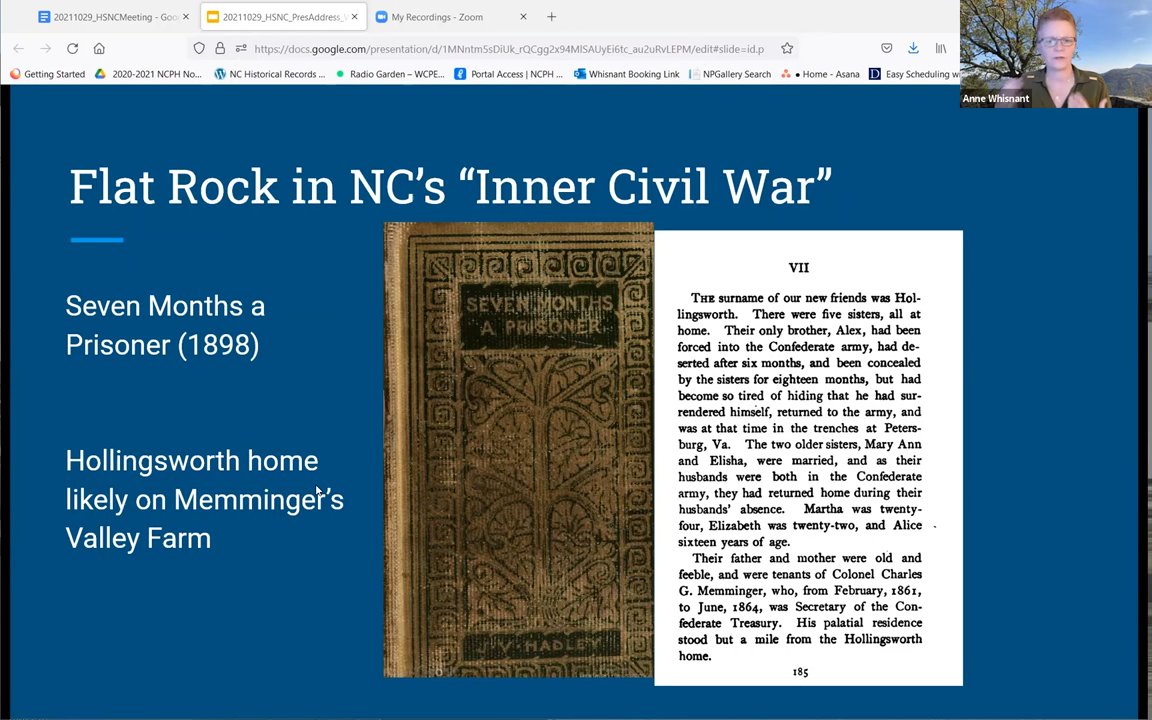 20211029_HSNCMeeting - Goo
20211029_HSNC_PresAddress_
My Recordings - Zoom
https://docs.google.com/presentation/d/1MNntm5sDiUk_rQCgg2x94MlSAUyEi6tc_au2uRvLEPM/edit#slide=id.p
Getting Started
2020-2021 NCPH No...
NC Historical Records ...
Radio Garden – WCPE...
Portal Access | NCPH ...
Whisnant Booking Link
NPGallery Search
• Home - Asana
Easy Scheduling
Anne Whisnant
Flat Rock in NC's “Inner Civil War”
Seven Months a
Prisoner (1898)
Hollingsworth home
likely on Memminger's
Valley Farm
SEVEN MONTHS
A PRISONER
J.V. HADLEY
VII
THE surname of our new friends was Hol-
lingsworth. There were five sisters, all at
home. Their only brother, Alex, had been
forced into the Confederate army, had de-
serted after six months, and been concealed
by the sisters for eighteen months, but had
become so tired of hiding that he had sur-
rendered himself, returned to the army, and
was at that time in the trenches at Peters-
burg, Va. The two older sisters, Mary Ann
and Elisha, were married, and as their
husbands were both in the Confederate
army, they had returned home during their
husbands' absence. Martha was twenty-
four, Elizabeth was twenty-two, and Alice
sixteen years of age.
Their father and mother were old and
feeble, and were tenants of Colonel Charles
G. Memminger, who, from February, 1861,
to June, 1864, was Secretary of the Con-
federate Treasury. His palatial residence
stood but a mile from the Hollingsworth
home.
185